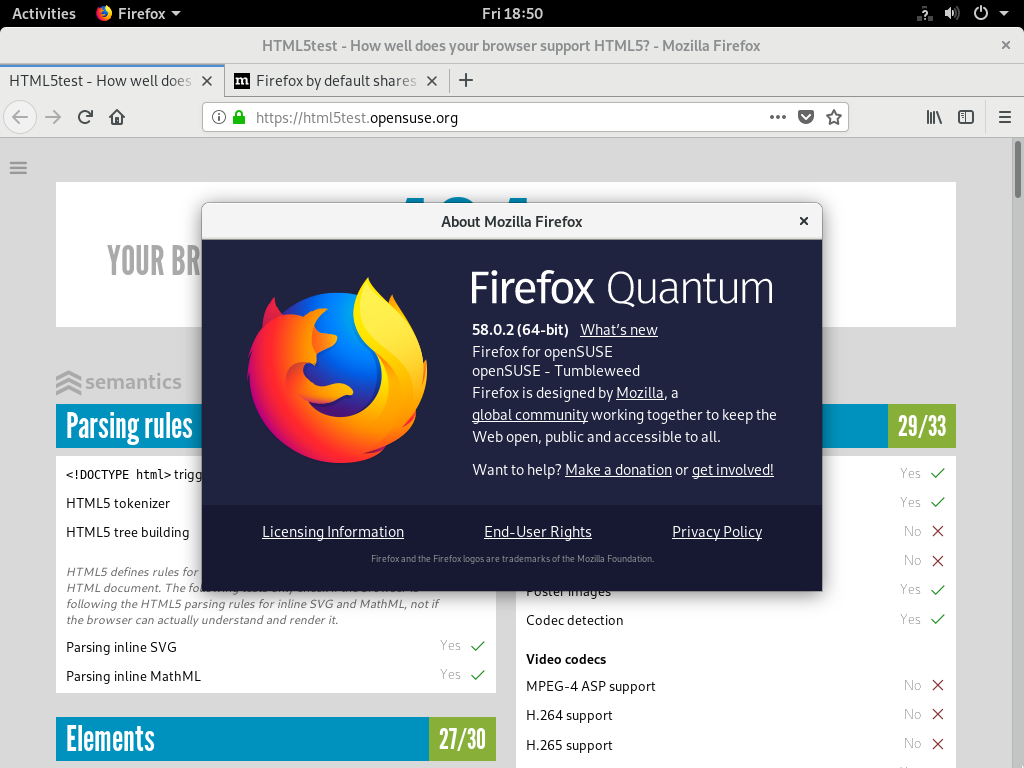 Activities Firefox Fri 18:50
HTML5test - How well does your browser support HTML5? - Mozilla Firefox
HTML5test - How well does
Firefox by default shares
https://html5test.opensuse.org
YOUR BR
semantics
Parsing rules
<!DOCTYPE html> trigg
HTML5 tokenizer
HTML5 tree building
HTML5 defines rules for
HTML document. The
following the HTML5 parsing rules for inline SVG and MathML, not if
the browser can actually understand and render it.
Parsing inline SVG Yes
Parsing inline MathML Yes
Elements 27/30
29/33
Yes
Yes
No
No
Poster images Yes
Codec detection Yes
Video codecs
MPEG-4 ASP support No
H.264 support No
H.265 support No
About Mozilla Firefox
Firefox Quantum
58.0.2 (64-bit) What's new
Firefox for openSUSE
openSUSE - Tumbleweed
Firefox is designed by Mozilla, a
global community working together to keep the
Web open, public and accessible to all.
Want to help? Make a donation or get involved!
Licensing Information End-User Rights Privacy Policy
Firefox and the Firefox logos are trademarks of the Mozilla Foundation.